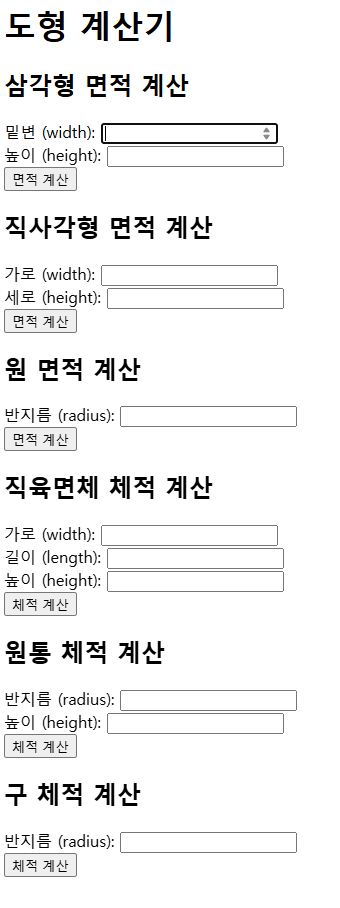 도형 계산기
삼각형 면적 계산
밑변 (width):
높이 (height):
면적 계산
직사각형 면적 계산
가로 (width):
세로 (height):
면적 계산
원 면적 계산
반지름 (radius):
면적 계산
직육면체 체적 계산
가로 (width):
길이 (length):
높이 (height):
체적 계산
원통 체적 계산
반지름 (radius):
높이 (height):
체적 계산
구 체적 계산
반지름 (radius):
체적 계산